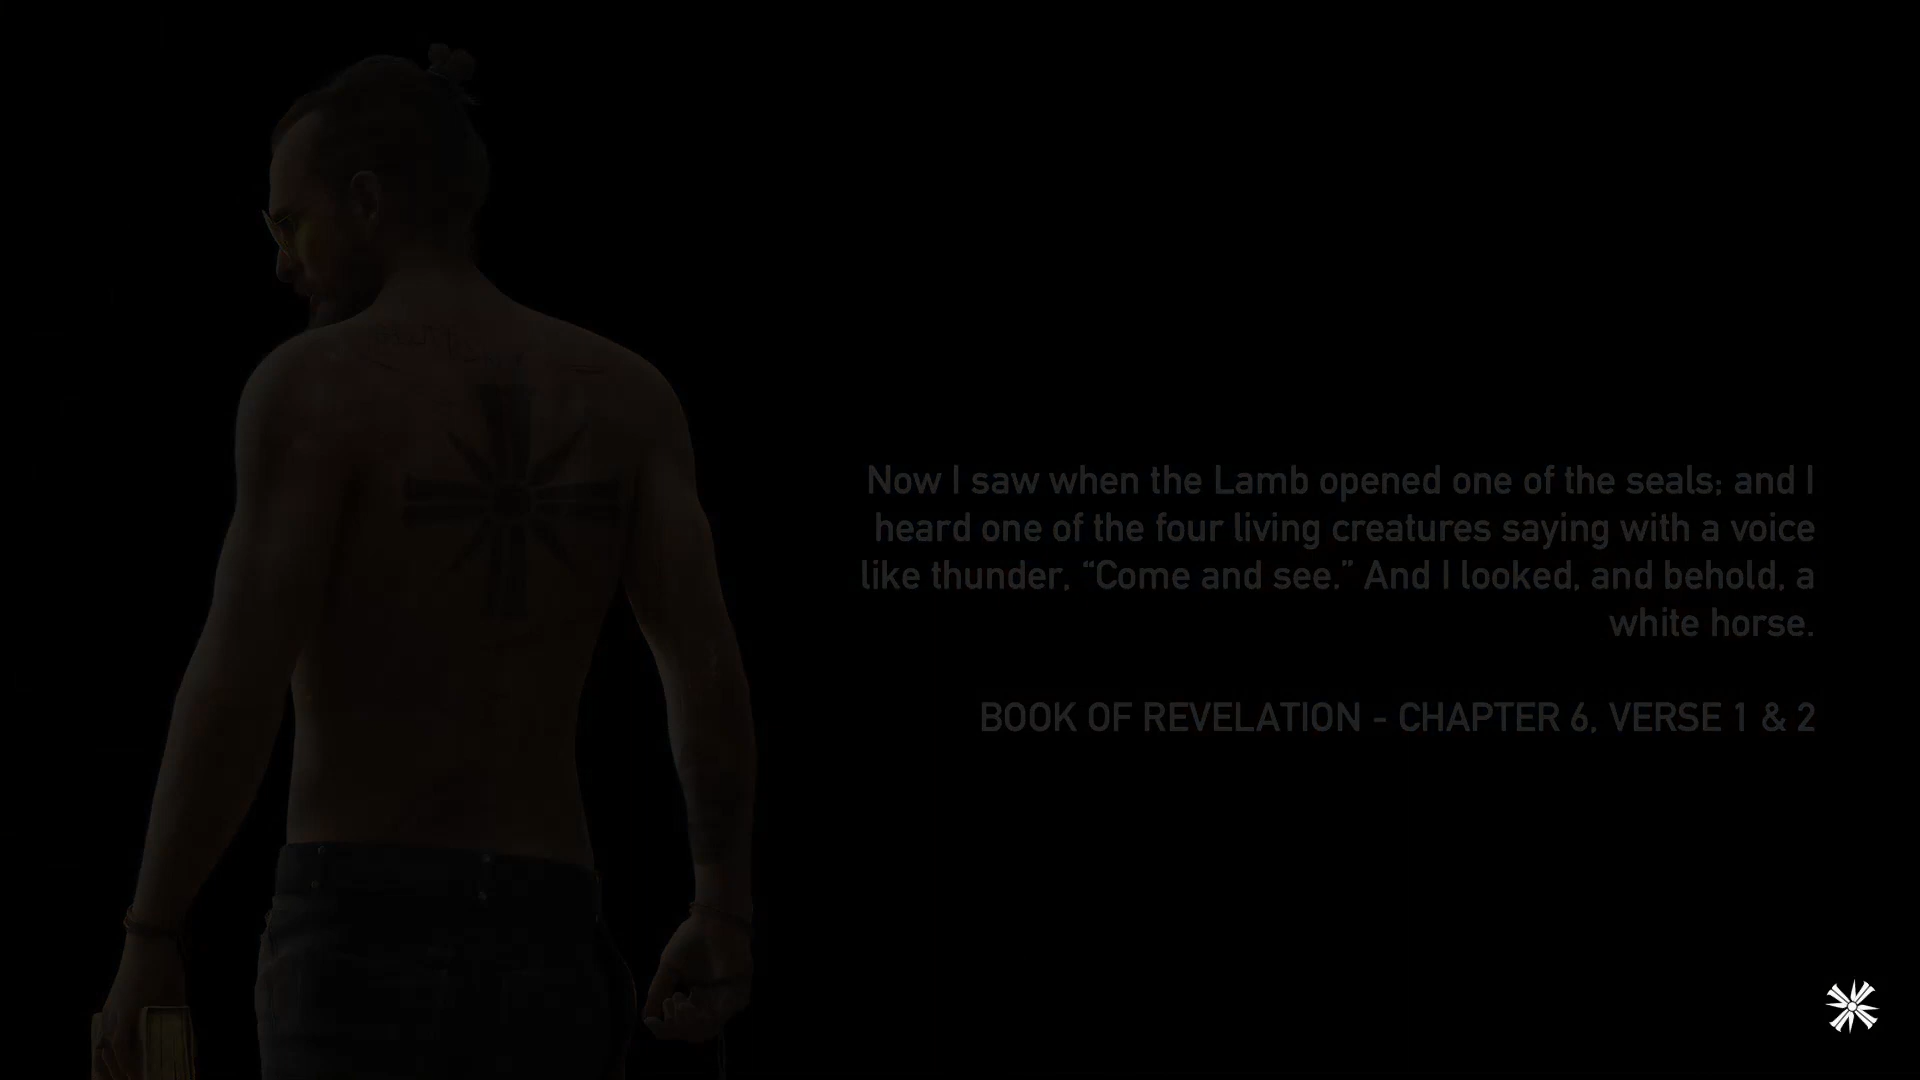 Now I saw when the Lamb opened one of the seals; and I
heard one of the four living creatures saying with a voice
like thunder, “Come and see.” And I looked, and behold, a
white horse.
BOOK OF REVELATION - CHAPTER 6, VERSE 1 & 2